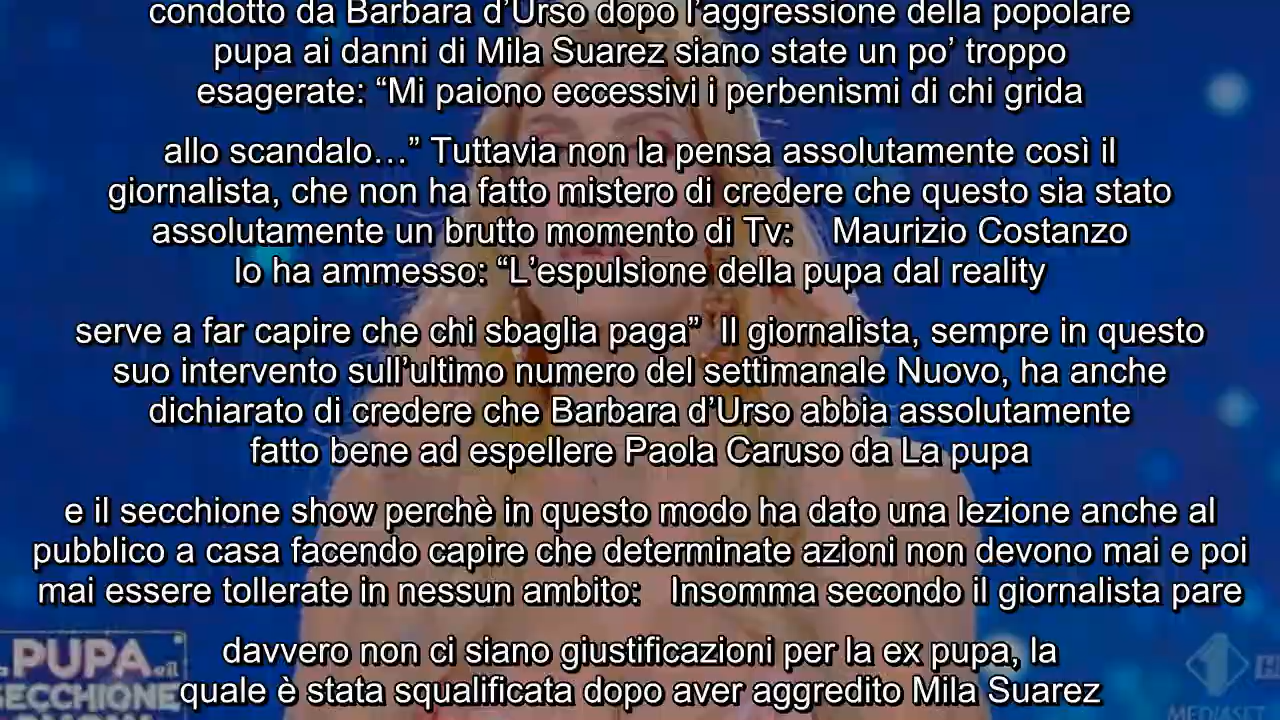 condotto da Barbara d’Urso dopo l’aggressione della popolare
pupa ai danni di Mila Suarez siano state un po’ troppo
esagerate: “Mi paiono eccessivi i perbenismi di chi grida
allo scandalo…” Tuttavia non la pensa assolutamente così il
giornalista, che non ha fatto mistero di credere che questo sia stato
assolutamente un brutto momento di Tv:    Maurizio Costanzo
lo ha ammesso: “L’espulsione della pupa dal reality
serve a far capire che chi sbaglia paga”  Il giornalista, sempre in questo
suo intervento sull’ultimo numero del settimanale Nuovo, ha anche
dichiarato di credere che Barbara d’Urso abbia assolutamente
fatto bene ad espellere Paola Caruso da La pupa
e il secchione show perchè in questo modo ha dato una lezione anche al
pubblico a casa facendo capire che determinate azioni non devono mai e poi
mai essere tollerate in nessun ambito:   Insomma secondo il giornalista pare
davvero non ci siano giustificazioni per la ex pupa, la
quale è stata squalificata dopo aver aggredito Mila Suarez
PUPA e il
SECCHIONE
SHOW
1
MEDIASET